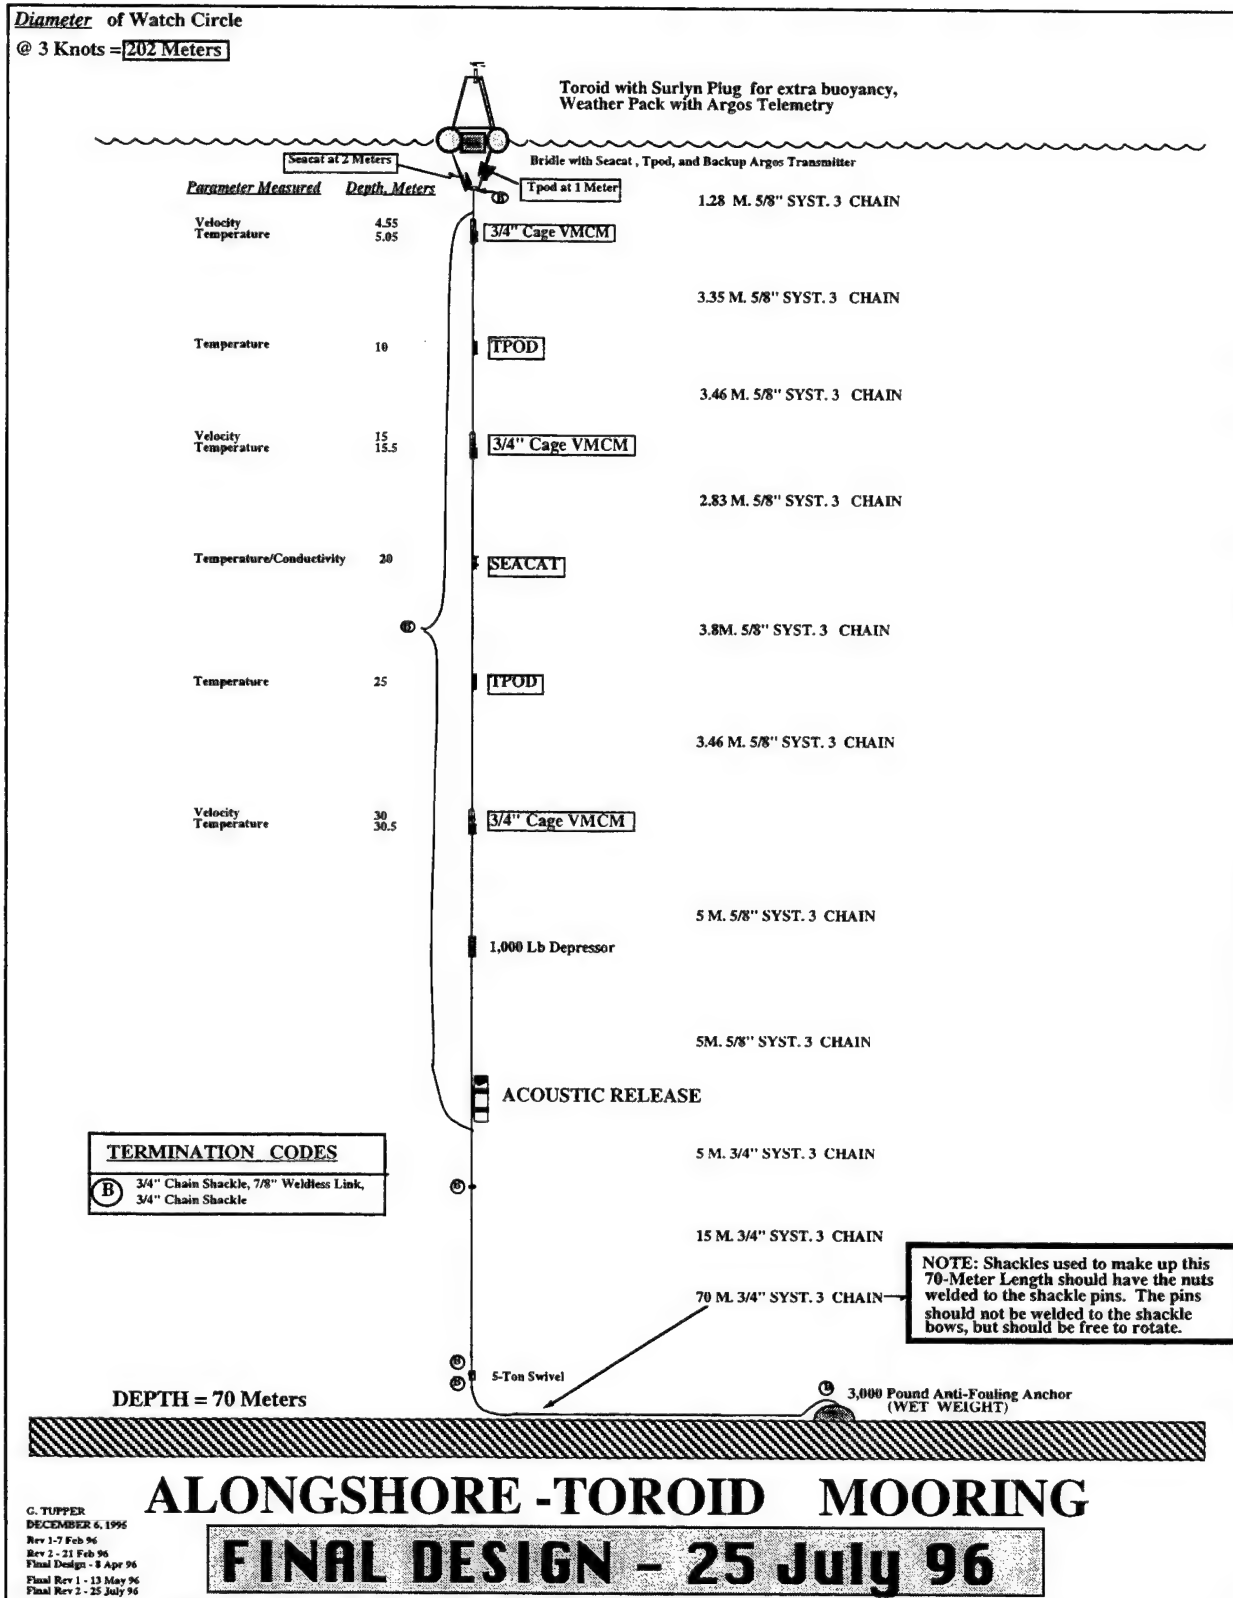 Diameter of Watch Circle
@ 3 Knots = 202 Meters
Toroid with Surlyn Plug for extra buoyancy,
Weather Pack with Argos Telemetry
Seacat at 2 Meters
Bridle with Seacat , Tpod, and Backup Argos Transmitter
Tpod at 1 Meter
B
Parameter Measured Depth, Meters
1.28 M. 5/8" SYST. 3 CHAIN
Velocity 4.55
Temperature 5.05
3/4" Cage VMCM
3.35 M. 5/8" SYST. 3 CHAIN
Temperature 10
TPOD
3.46 M. 5/8" SYST. 3 CHAIN
Velocity 15
Temperature 15.5
3/4" Cage VMCM
2.83 M. 5/8" SYST. 3 CHAIN
Temperature/Conductivity 20
SEACAT
B
3.8M. 5/8" SYST. 3 CHAIN
Temperature 25
TPOD
3.46 M. 5/8" SYST. 3 CHAIN
Velocity 30
Temperature 30.5
3/4" Cage VMCM
5 M. 5/8" SYST. 3 CHAIN
1,000 Lb Depressor
5M. 5/8" SYST. 3 CHAIN
ACOUSTIC RELEASE
5 M. 3/4" SYST. 3 CHAIN
TERMINATION CODES
B 3/4" Chain Shackle, 7/8" Weldless Link,
3/4" Chain Shackle
B
15 M. 3/4" SYST. 3 CHAIN
70 M. 3/4" SYST. 3 CHAIN
NOTE: Shackles used to make up this
70-Meter Length should have the nuts
welded to the shackle pins. The pins
should not be welded to the shackle
bows, but should be free to rotate.
B
B
5-Ton Swivel
DEPTH = 70 Meters
B
3,000 Pound Anti-Fouling Anchor
(WET WEIGHT)
ALONGSHORE -TOROID MOORING
G. TUPPER
DECEMBER 6, 1995
Rev 1-7 Feb 96
Rev 2 - 21 Feb 96
Final Design - 8 Apr 96
Final Rev 1 - 13 May 96
Final Rev 2 - 25 July 96
FINAL DESIGN - 25 July 96